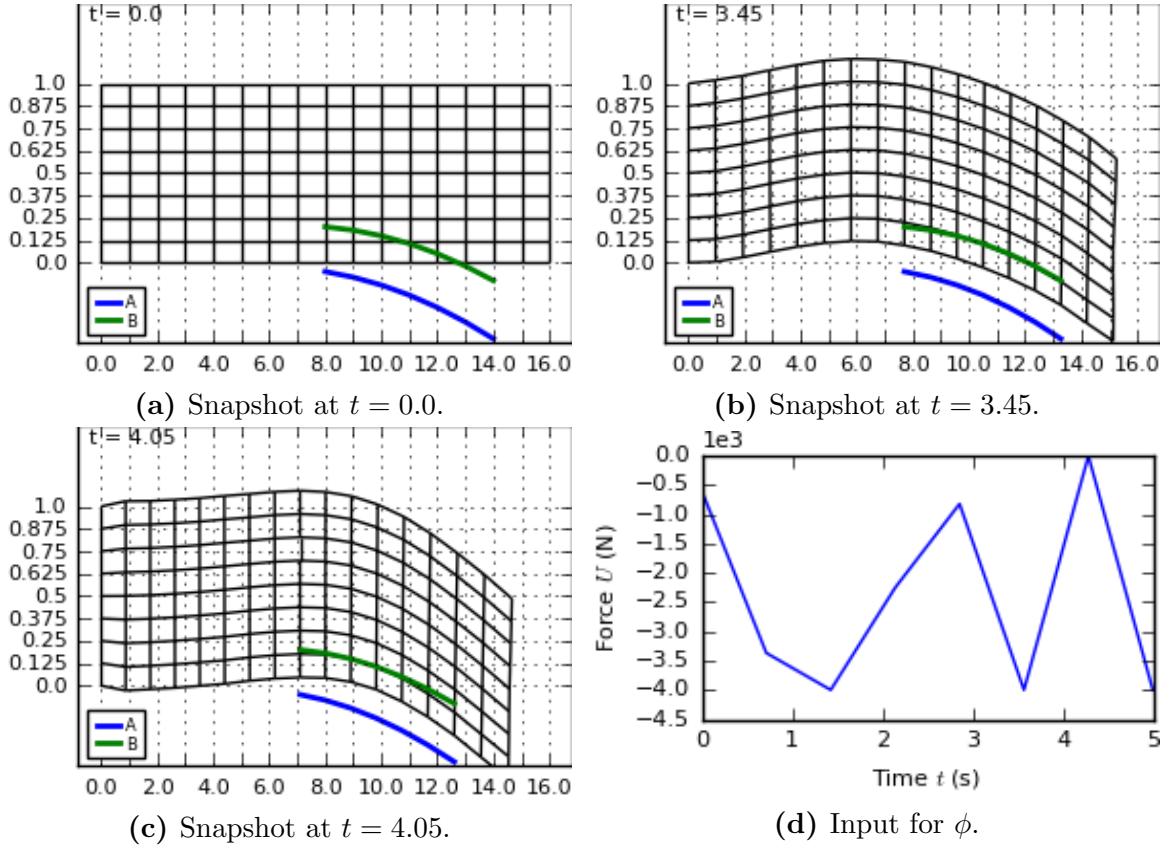 t = 0.0
1.0
0.875
0.75
0.625
0.5
0.375
0.25
0.125
0.0
A
B
0.0 2.0 4.0 6.0 8.0 10.0 12.0 14.0 16.0
(a) Snapshot at t = 0.0.
t = 3.45
1.0
0.875
0.75
0.625
0.5
0.375
0.25
0.125
0.0
A
B
0.0 2.0 4.0 6.0 8.0 10.0 12.0 14.0 16.0
(b) Snapshot at t = 3.45.
t = 4.05
1.0
0.875
0.75
0.625
0.5
0.375
0.25
0.125
0.0
A
B
0.0 2.0 4.0 6.0 8.0 10.0 12.0 14.0 16.0
(c) Snapshot at t = 4.05.
1e3
0.0
−0.5
−1.0
−1.5
−2.0
−2.5
−3.0
−3.5
−4.0
−4.5
Force U (N)
0 1 2 3 4 5
Time t (s)
(d) Input for ϕ.